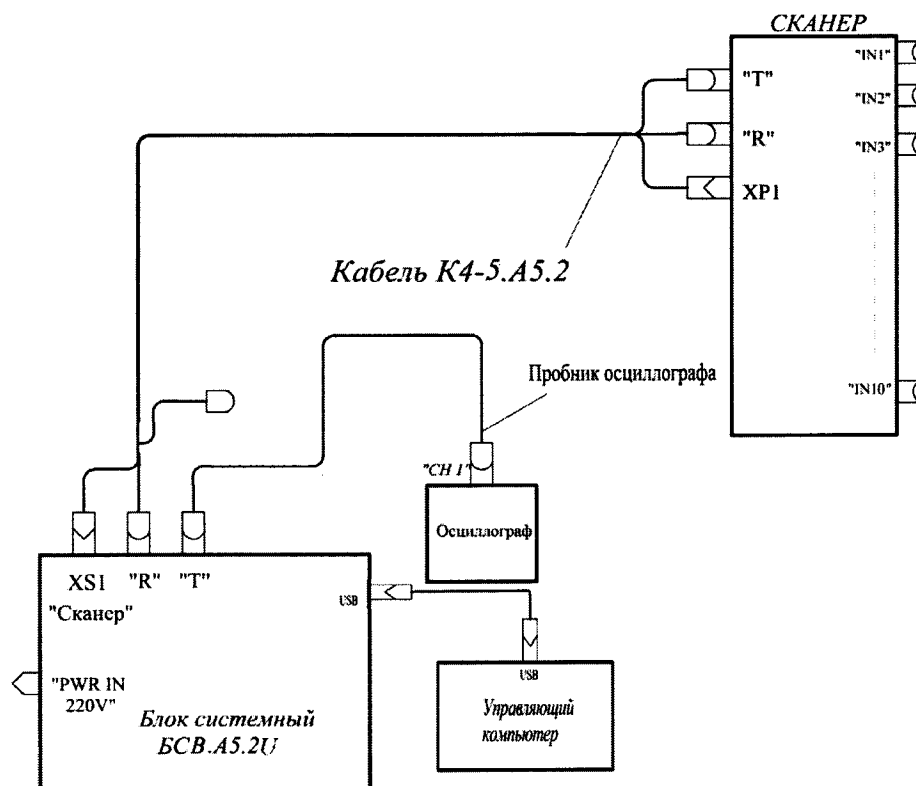 СКАНЕР
"IN1"
"T"
"IN2"
"R"
"IN3"
XP1
Кабель К4-5.А5.2
Пробник осциллографа
"IN10"
"CH 1"
Осциллограф
XS1 "R" "T"
"Сканер"
USB
"PWR IN
220V"
USB
Блок системный
БСВ.А5.2U
Управляющий
компьютер